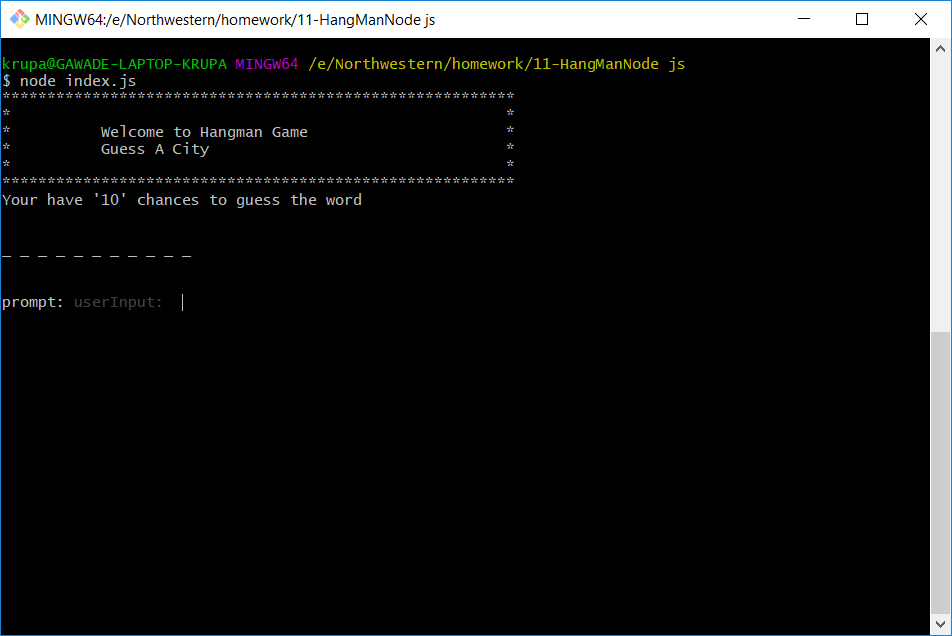 MINGW64:/e/Northwestern/homework/11-HangManNode js
krupa@GAWADE-LAPTOP-KRUPA MINGW64 /e/Northwestern/homework/11-HangManNode js
$ node index.js
*********************************************************
*                                                       *
*          Welcome to Hangman Game                      *
*          Guess A City                                 *
*                                                       *
*********************************************************
Your have '10' chances to guess the word
_ _ _ _ _ _ _ _ _ _ _
prompt: userInput: